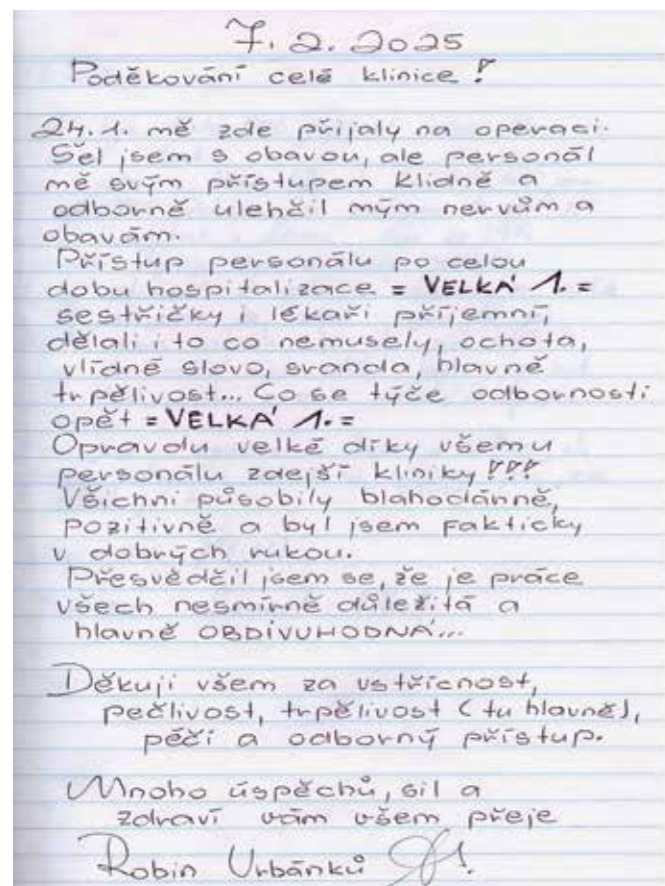 7. 2. 2025
Poděkování celé klinice!
24. 1. mě zde přijaly na operaci.
Šel jsem s obavou, ale personál
mě svým přístupem klidně a
odborně ulehčil mým nervům a
obavám.
Přístup personálu po celou
dobu hospitalizace = VELKÁ 1. =
sestřičky i lékaři příjemní,
dělali i to co nemusely, ochota,
vlídné slovo, sranda, hlavně
trpělivost... Co se týče odbornosti
opět = VELKÁ 1. =
Opravdu velké díky všemu
personálu zdejší kliniky!!!
Všichni působily blahodánně,
pozitivně a byl jsem fakticky
v dobrých rukou.
Přesvědčil jsem se, že je práce
všech nesmírně důležitá a
hlavně OBDIVUHODNÁ...
Děkuji všem za vstřícnost,
pečlivost, trpělivost (tu hlavně),
péči a odborný přístup.
Mnoho úspěchů, sil a
zdraví vám všem přeje
Robin Urbánků